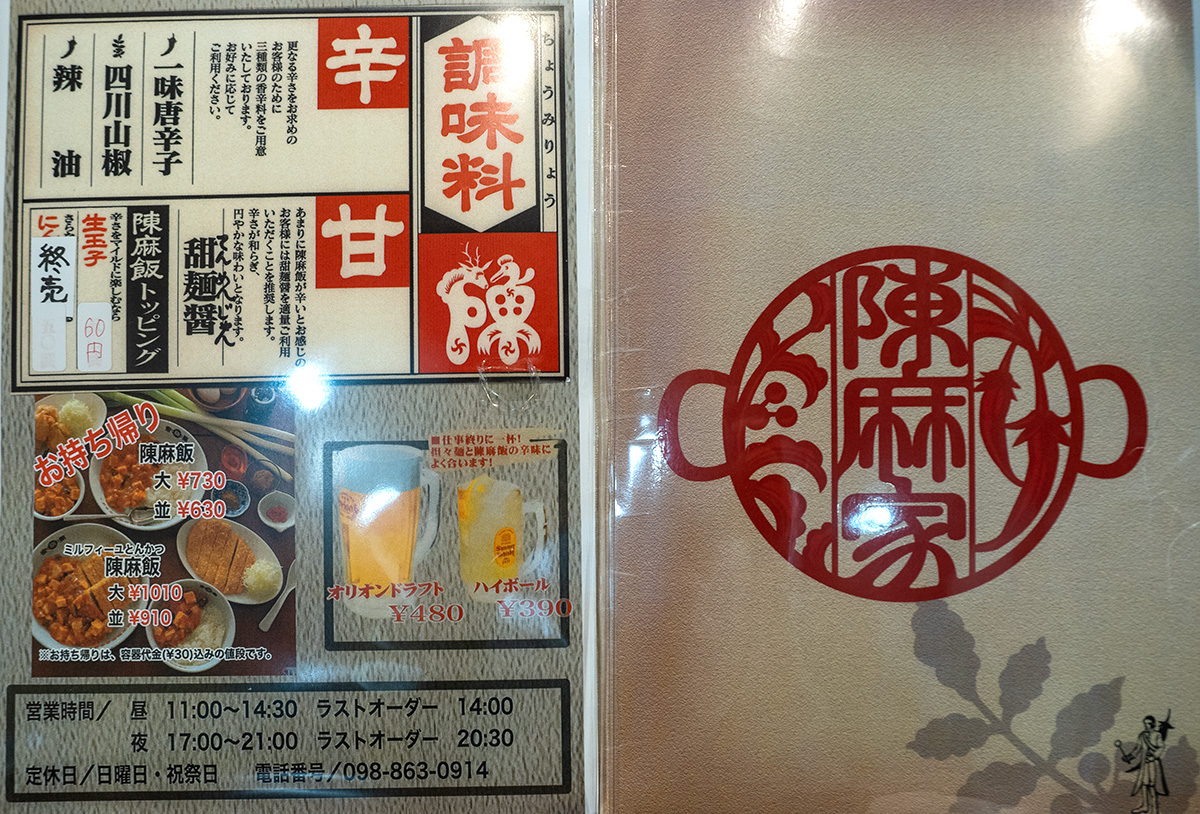 ちょうみりょう
調味料
陳
辛
更なる辛さをお求めの
お客様のために
三種類の香辛料をご用意
いたしております。
お好みに応じて
ご利用ください。
一味唐辛子
四川山椒
辣油
甘
あまりに陳麻飯が辛いとお感じの
お客様には甜麺醤を適量ご利用
いただくことを推奨します。
辛さが和らぎ、
円やかな味わいとなります。
てんめんじゃん
甜麺醤
陳麻飯トッピング
辛さをマイルドに楽しむなら
生玉子
60円
さら
にん
終売
お持ち帰り
陳麻飯
大 ¥730
並 ¥630
ミルフィーユとんかつ
陳麻飯
大 ¥1010
並 ¥910
※お持ち帰りは、容器代金(¥30)込みの値段です。
■仕事終りに一杯!
担々麺と陳麻飯の辛味に
よく合います!
オリオンドラフト
¥480
ハイボール
¥390
営業時間/ 昼 11:00〜14:30 ラストオーダー 14:00
夜 17:00〜21:00 ラストオーダー 20:30
定休日/日曜日・祝祭日 電話番号/098-863-0914
陳麻家